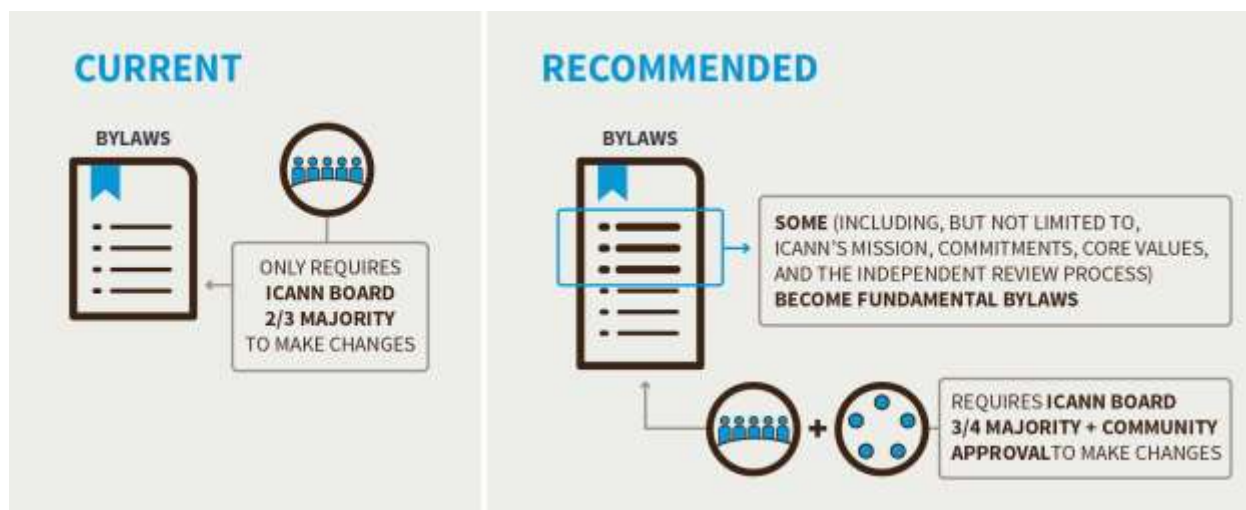 CURRENT
BYLAWS
ONLY REQUIRES
ICANN BOARD
2/3 MAJORITY
TO MAKE CHANGES
RECOMMENDED
BYLAWS
SOME (INCLUDING, BUT NOT LIMITED TO,
ICANN'S MISSION, COMMITMENTS, CORE VALUES,
AND THE INDEPENDENT REVIEW PROCESS)
BECOME FUNDAMENTAL BYLAWS
+
REQUIRES ICANN BOARD
3/4 MAJORITY + COMMUNITY
APPROVALTO MAKE CHANGES